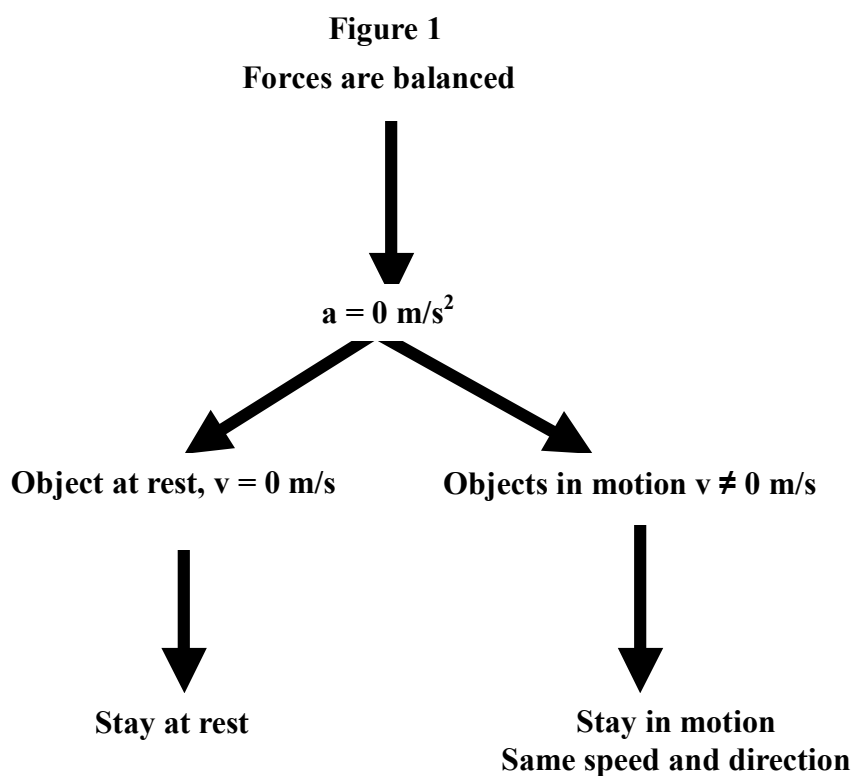 Figure 1
Forces are balanced
a = 0 m/s²
Object at rest, v = 0 m/s
Objects in motion v ≠ 0 m/s
Stay at rest
Stay in motion
Same speed and direction